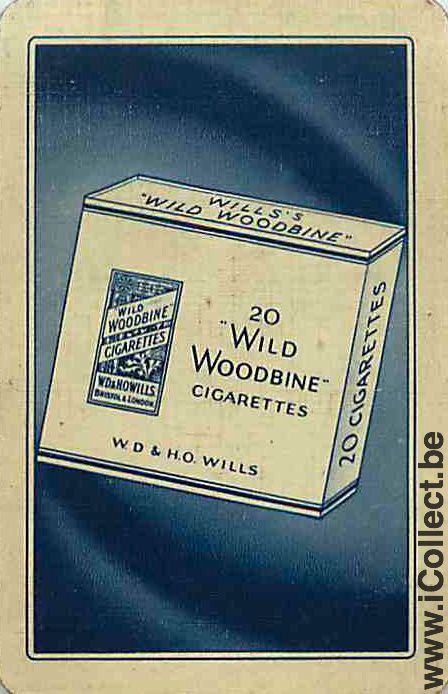 WILLS'S
"WILD WOODBINE"
WILD
WOODBINE
CIGARETTES
W.D.&H.O.WILLS.
BRISTOL & LONDON.
20
"WILD
WOODBINE"
CIGARETTES
W.D & H.O. WILLS
20 CIGARETTES
www.iCollect.be